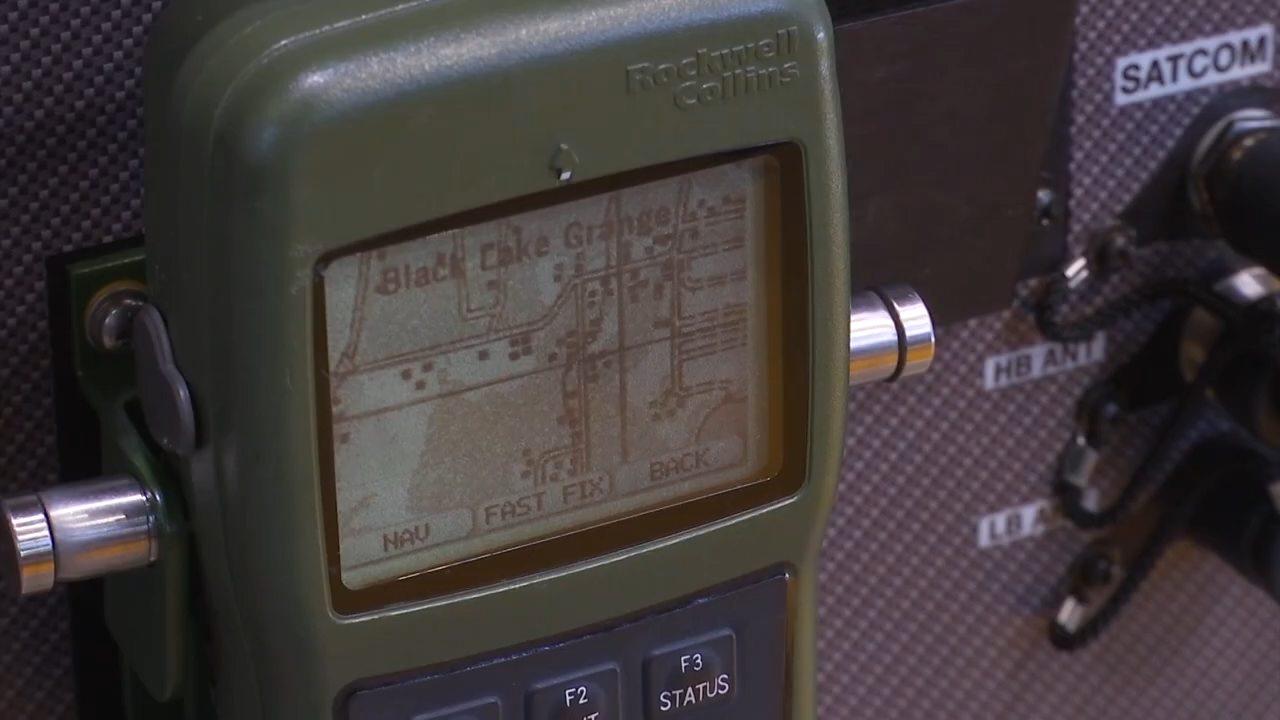 Rockwell
Collins
SATCOM
Black Lake Grange
HB ANT
BACK
FAST FIX
NAV
LB
F3
STATUS
F2